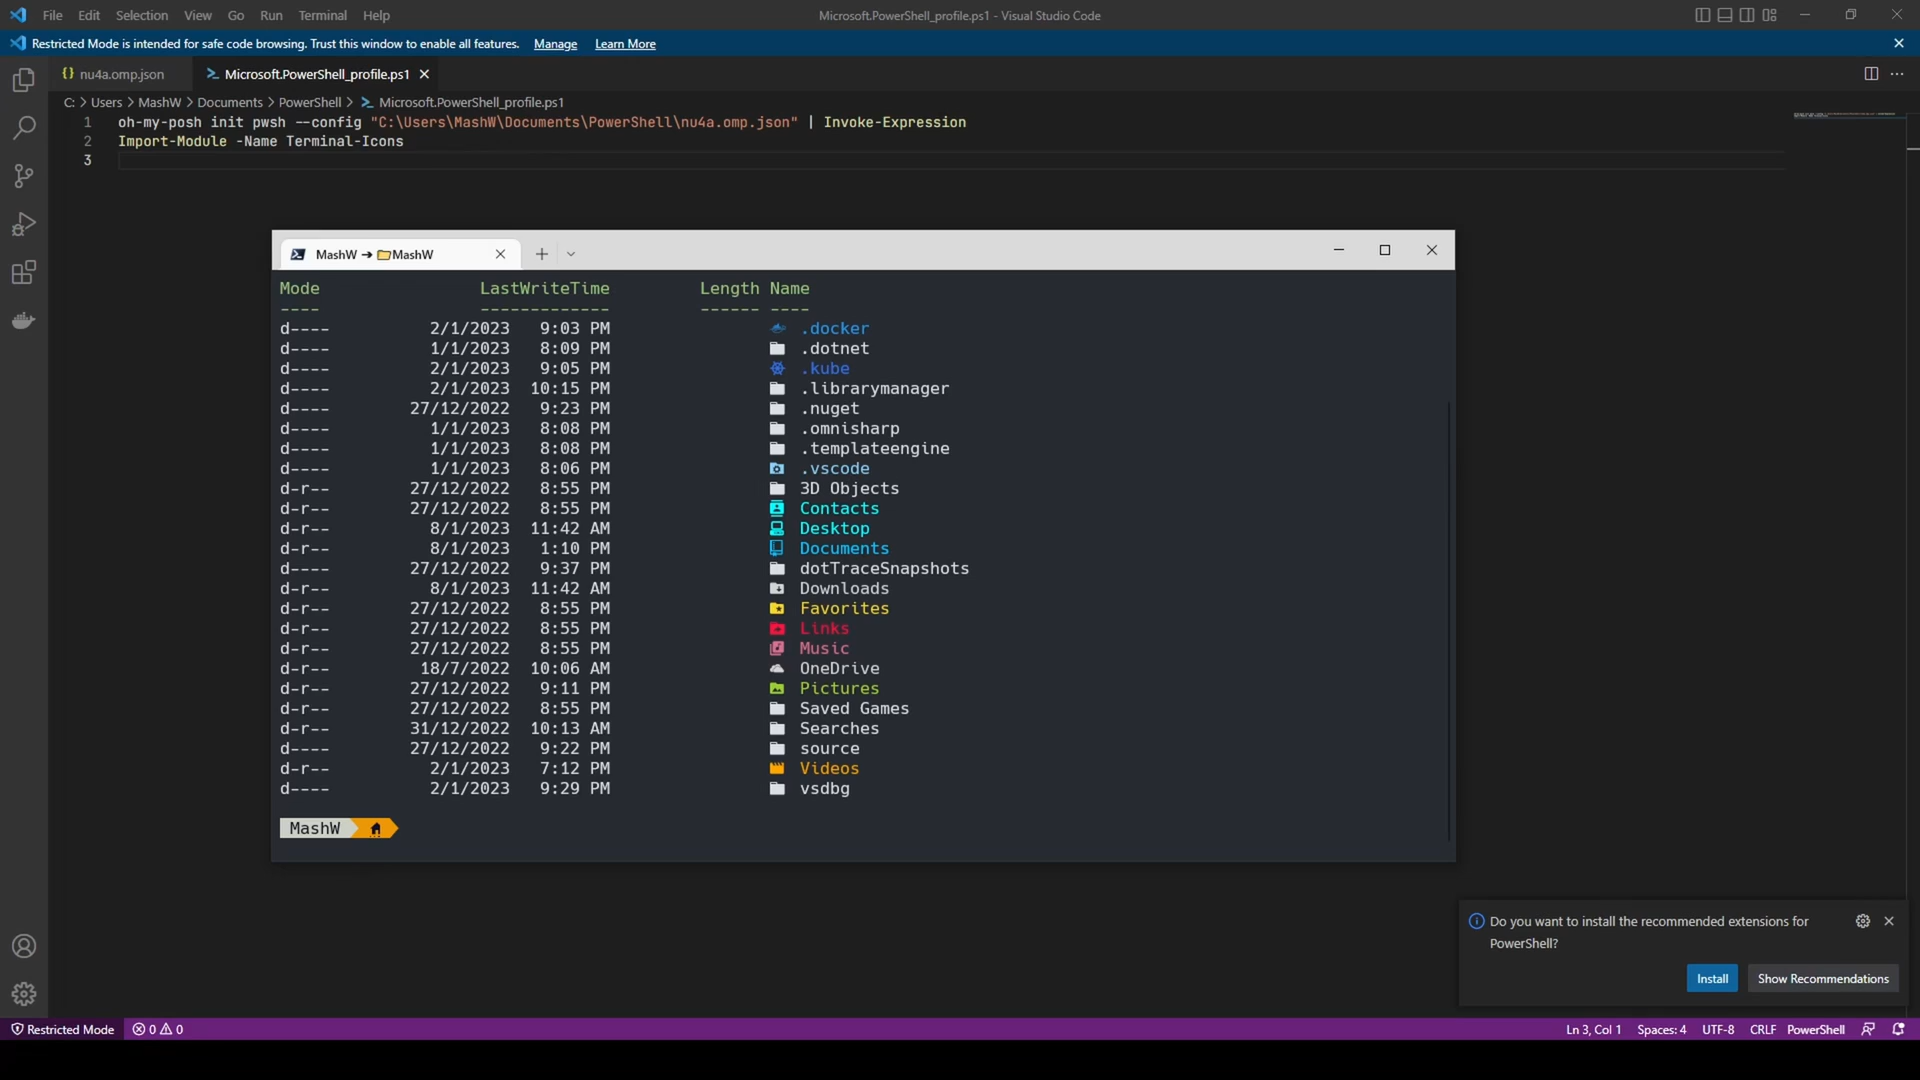 File Edit Selection View Go Run Terminal Help
Microsoft.PowerShell_profile.ps1 - Visual Studio Code
Restricted Mode is intended for safe code browsing. Trust this window to enable all features. Manage Learn More
{} nu4a.omp.json Microsoft.PowerShell_profile.ps1
C: > Users > MashW > Documents > PowerShell > Microsoft.PowerShell_profile.ps1
1 oh-my-posh init pwsh --config "C:\Users\MashW\Documents\PowerShell\nu4a.omp.json" | Invoke-Expression
2 Import-Module -Name Terminal-Icons
3
MashW → MashW
Mode LastWriteTime Length Name
---- ------------- ------ ----
d---- 2/1/2023 9:03 PM .docker
d---- 1/1/2023 8:09 PM .dotnet
d---- 2/1/2023 9:05 PM .kube
d---- 2/1/2023 10:15 PM .librarymanager
d---- 27/12/2022 9:23 PM .nuget
d---- 1/1/2023 8:08 PM .omnisharp
d---- 1/1/2023 8:08 PM .templateengine
d---- 1/1/2023 8:06 PM .vscode
d-r-- 27/12/2022 8:55 PM 3D Objects
d-r-- 27/12/2022 8:55 PM Contacts
d-r-- 8/1/2023 11:42 AM Desktop
d-r-- 8/1/2023 1:10 PM Documents
d---- 27/12/2022 9:37 PM dotTraceSnapshots
d-r-- 8/1/2023 11:42 AM Downloads
d-r-- 27/12/2022 8:55 PM Favorites
d-r-- 27/12/2022 8:55 PM Links
d-r-- 27/12/2022 8:55 PM Music
d-r-- 18/7/2022 10:06 AM OneDrive
d-r-- 27/12/2022 9:11 PM Pictures
d-r-- 27/12/2022 8:55 PM Saved Games
d-r-- 31/12/2022 10:13 AM Searches
d---- 27/12/2022 9:22 PM source
d-r-- 2/1/2023 7:12 PM Videos
d---- 2/1/2023 9:29 PM vsdbg
MashW
Do you want to install the recommended extensions for
PowerShell?
Install Show Recommendations
Restricted Mode 0 0 Ln 3, Col 1 Spaces: 4 UTF-8 CRLF PowerShell